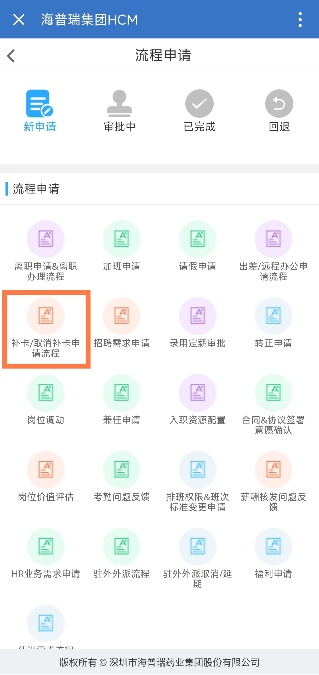 海普瑞集团HCM
流程申请
新申请 审批中 已完成 回退
流程申请
离职申请&离职 加班申请 请假申请 出差/远程办公申
办理流程 请流程
补卡/取消补卡申 招聘需求申请 录用定薪审批 转正申请
请流程
岗位调动 兼任申请 入职资源配置 合同&协议签署
意愿确认
岗位价值评估 考勤问题反馈 排班权限&班次 薪酬核发问题反
标准变更申请 馈
HR业务需求申请 驻外外派流程 驻外外派取消/延 福利申请
期
版权所有 © 深圳市海普瑞药业集团股份有限公司